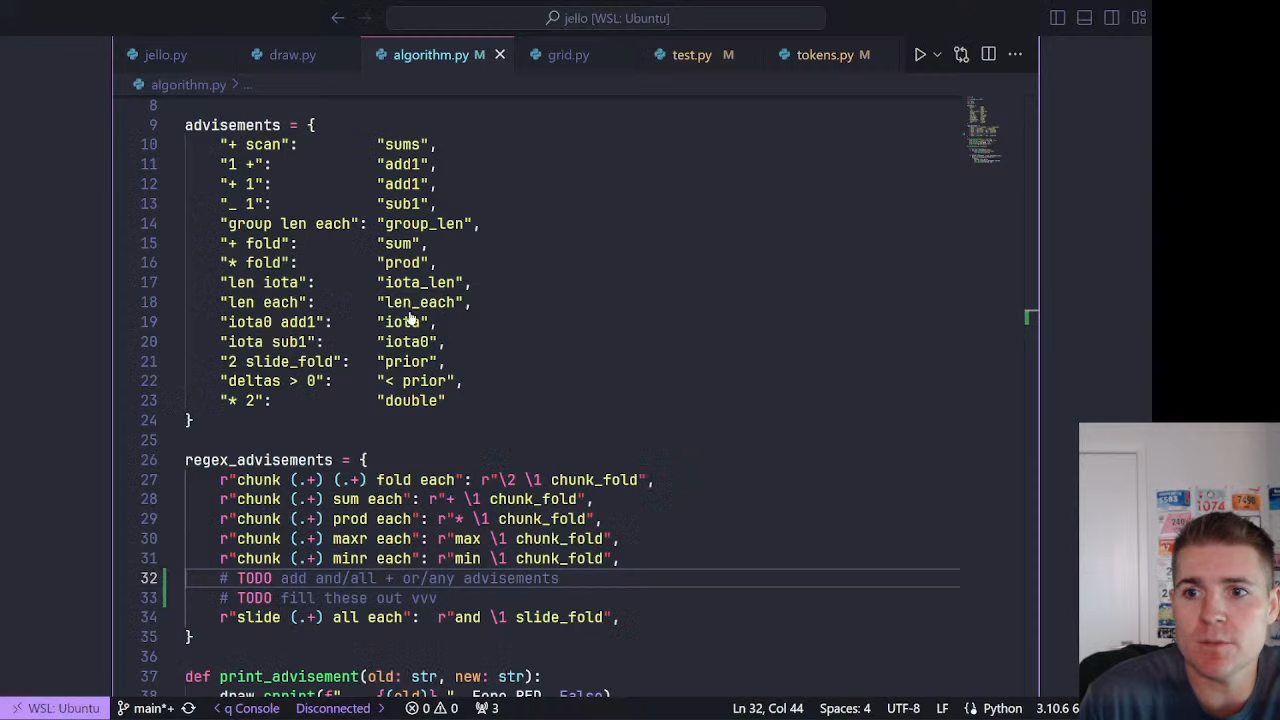 jello [WSL: Ubuntu]
jello.py
draw.py
algorithm.py M
grid.py
test.py M
tokens.py M
algorithm.py > ...
8
9 advisements = {
10 "+ scan": "sums",
11 "1 +": "add1",
12 "+ 1": "add1",
13 "_ 1": "sub1",
14 "group len each": "group_len",
15 "+ fold": "sum",
16 "* fold": "prod",
17 "len iota": "iota_len",
18 "len each": "len_each",
19 "iota0 add1": "iota",
20 "iota sub1": "iota0",
21 "2 slide_fold": "prior",
22 "deltas > 0": "< prior",
23 "* 2": "double"
24 }
25
26 regex_advisements = {
27 r"chunk (.+) (.+) fold each": r"\2 \1 chunk_fold",
28 r"chunk (.+) sum each": r"+ \1 chunk_fold",
29 r"chunk (.+) prod each": r"* \1 chunk_fold",
30 r"chunk (.+) maxr each": r"max \1 chunk_fold",
31 r"chunk (.+) minr each": r"min \1 chunk_fold",
32 # TODO add and/all + or/any advisements
33 # TODO fill these out vvv
34 r"slide (.+) all each": r"and \1 slide_fold",
35 }
36
37 def print_advisement(old: str, new: str):
WSL: Ubuntu
main*+
q Console
Disconnected
0
0
3
Ln 32, Col 44
Spaces: 4
UTF-8
LF
Python
3.10.6